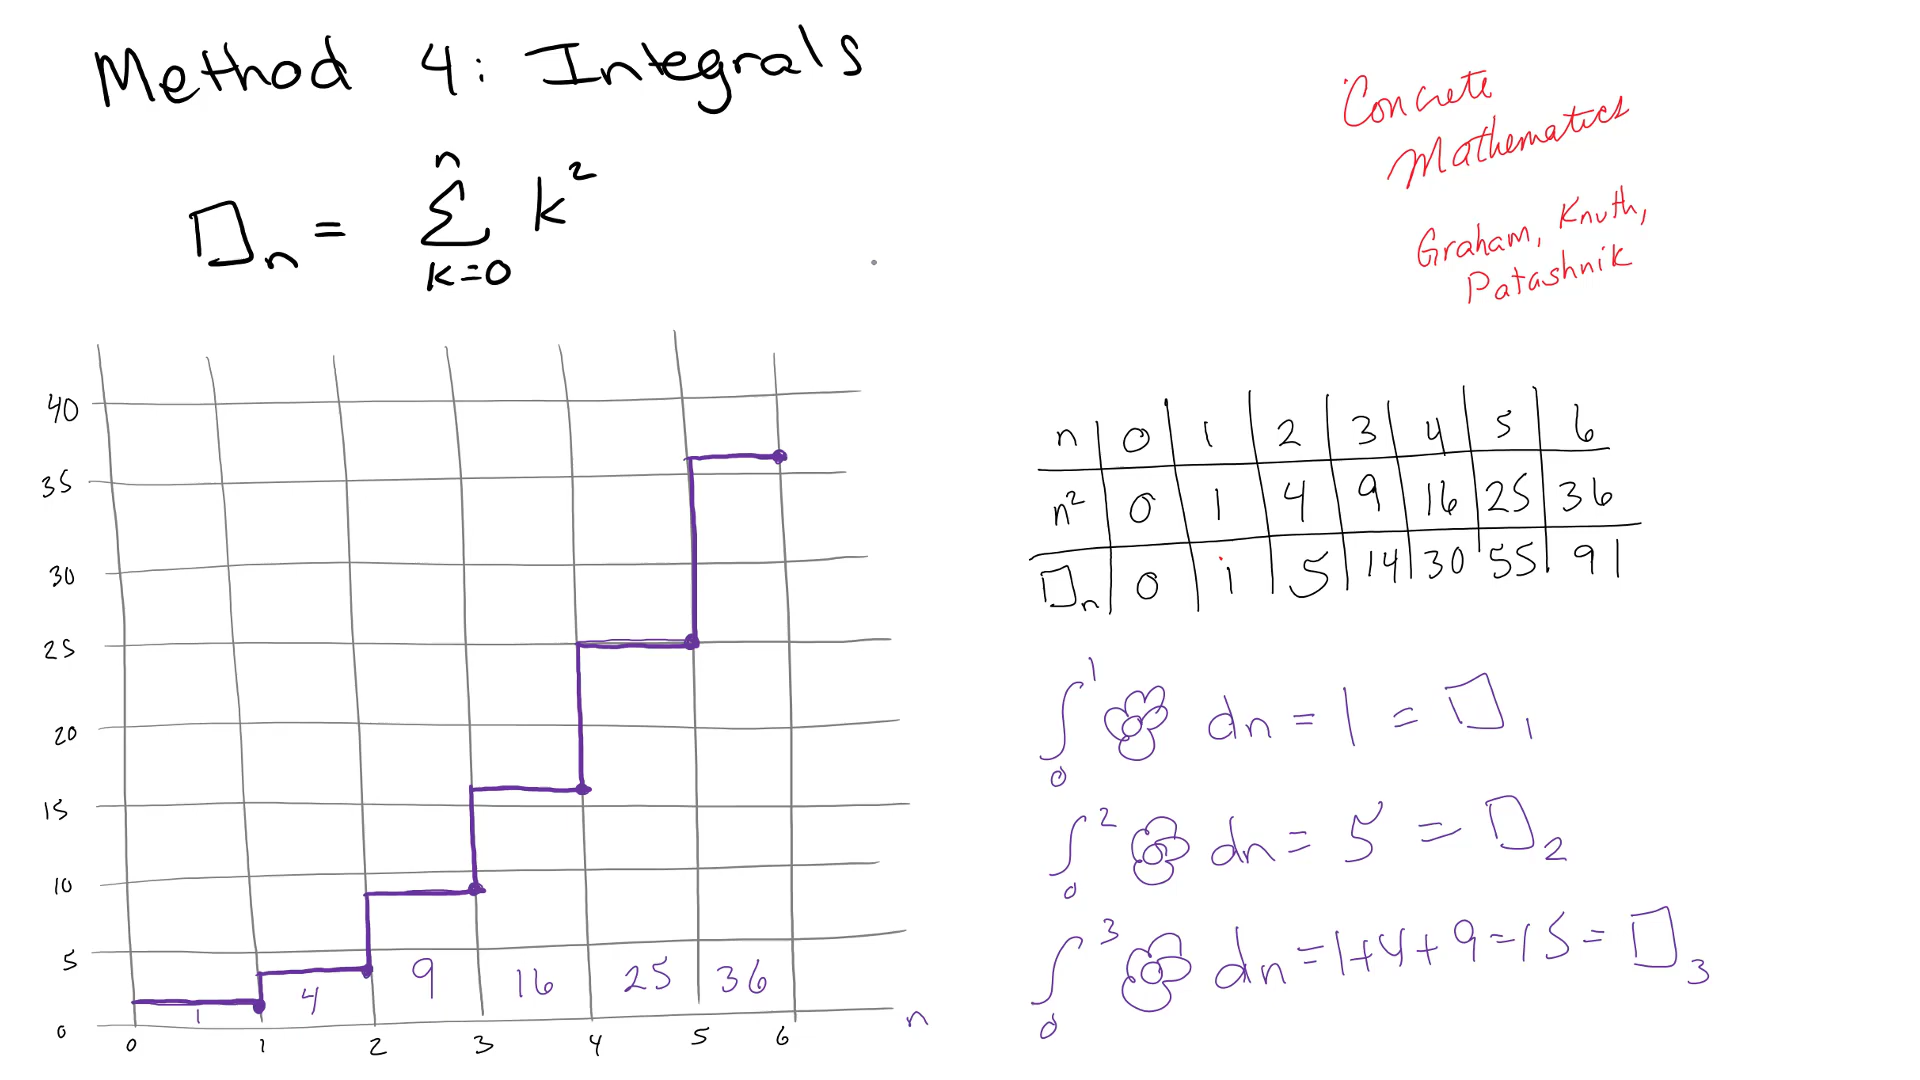 Method 4: Integrals
□n = n∑k=0 k²
Concrete
Mathematics
Graham, Knuth,
Patashnik
40
35
30
25
20
15
10
5
0
1 4 9 16 25 36
0 1 2 3 4 5 6
n
n 0 1 2 3 4 5 6
n² 0 1 4 9 16 25 36
□n 0 1 5 14 30 55 91
∫₀¹ dn = 1 = □₁
∫₀² dn = 5 = □₂
∫₀³ dn = 1+4+9 = 15 = □₃